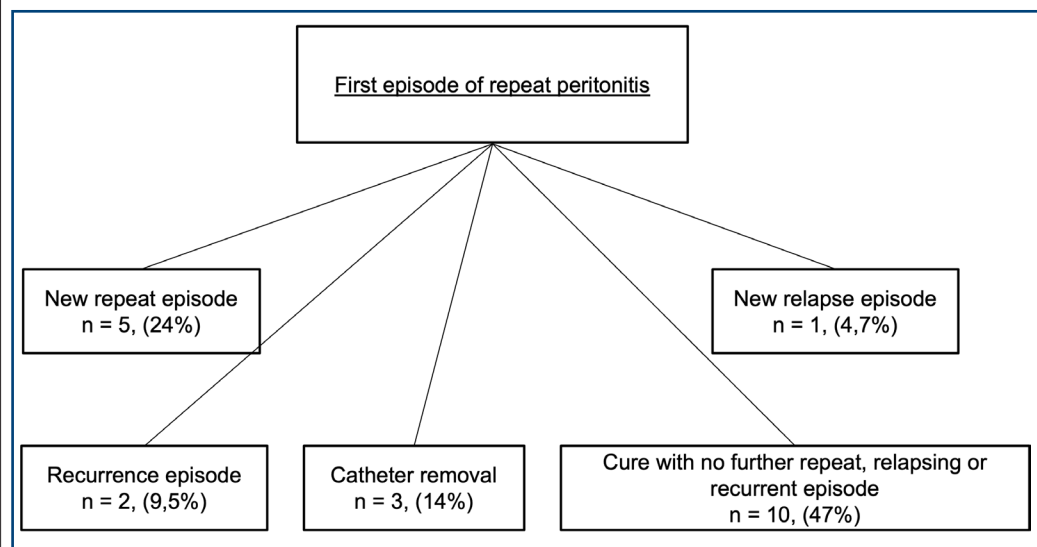 First episode of repeat peritonitis
New repeat episode
n = 5, (24%)
New relapse episode
n = 1, (4,7%)
Recurrence episode
n = 2, (9,5%)
Catheter removal
n = 3, (14%)
Cure with no further repeat, relapsing or
recurrent episode
n = 10, (47%)